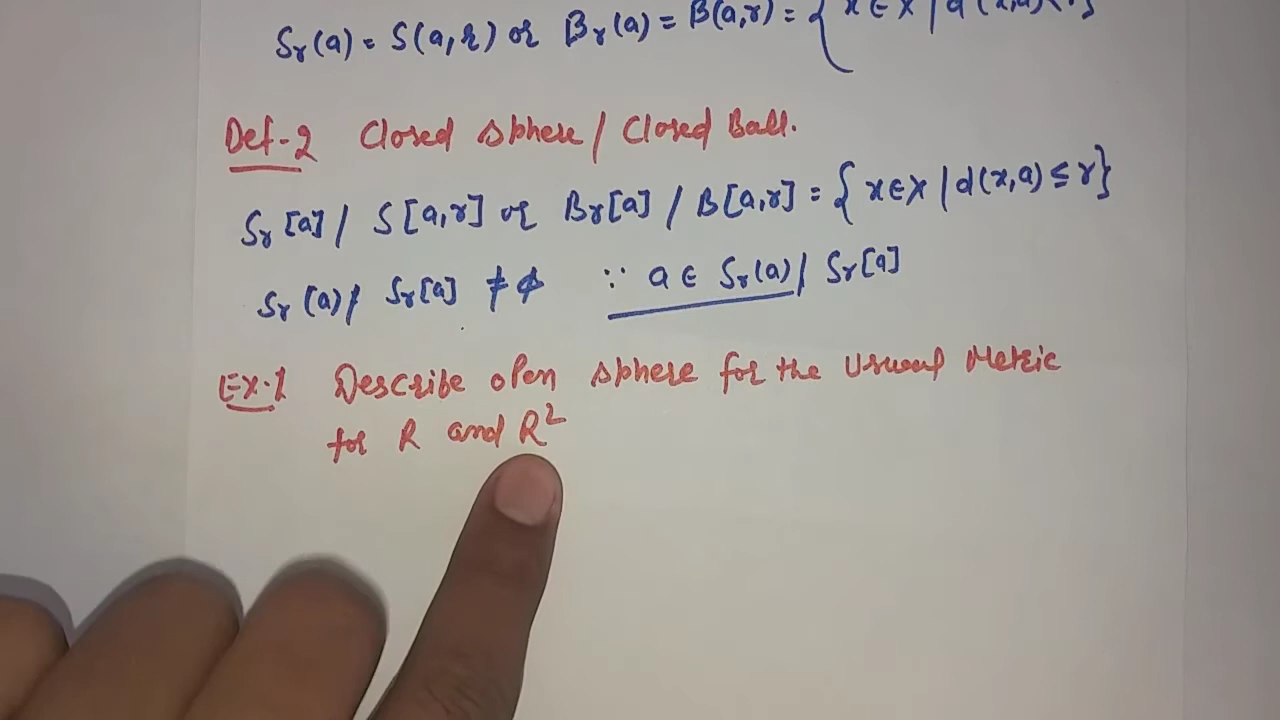 Sr(a) = S(a,r) or Br(a) = B(a,r) = { x ∈ X / d(x,a)<r}
Def-2 Closed sphere / Closed Ball.
Sr[a] / S[a,r] or Br[a] / B[a,r] = { x∈X / d(x,a) ≤ r}
Sr(a) / Sr[a] ≠ ϕ ∵ a ∈ Sr(a) / Sr[a]
Ex.1 Describe open sphere for the Usual Metric
for R and R²